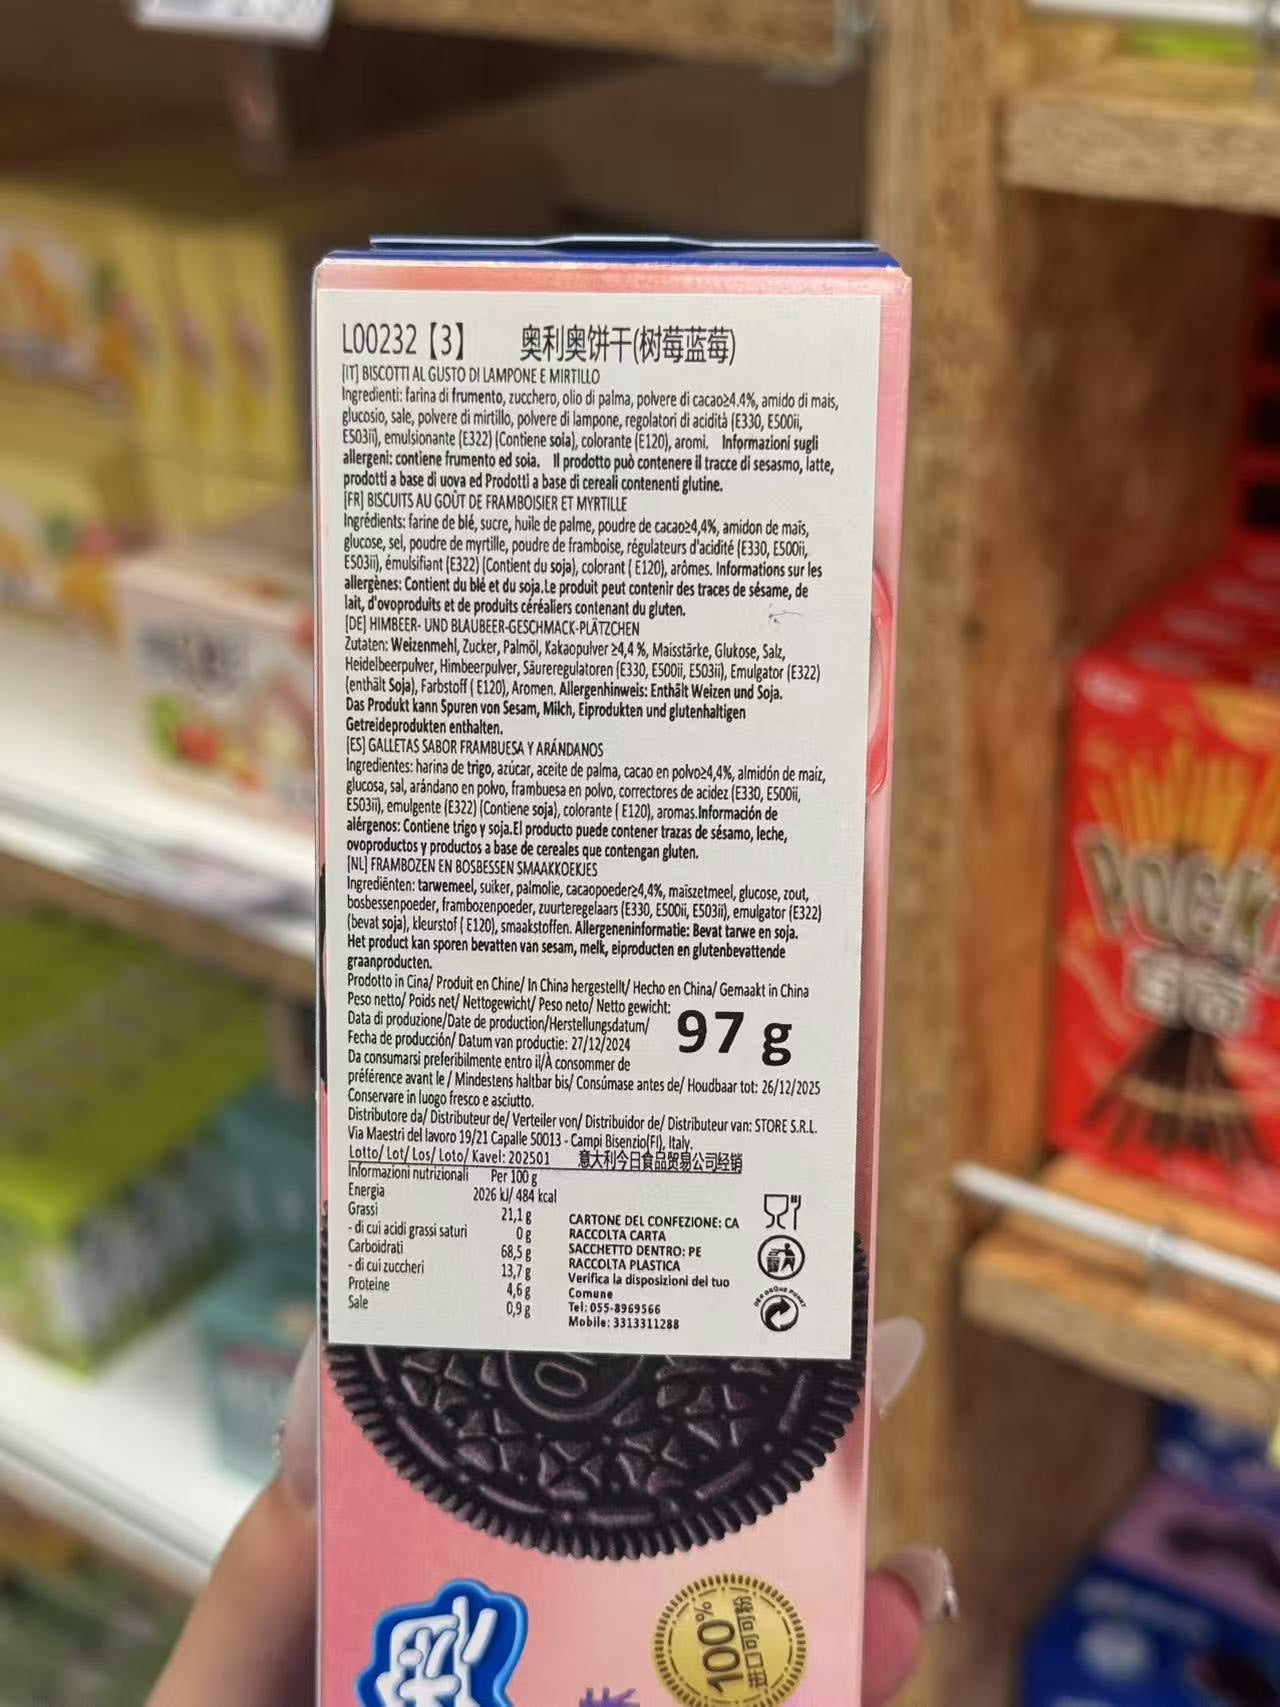 L00232【3】 奥利奥饼干(树莓蓝莓)
[IT] BISCOTTI AL GUSTO DI LAMPONE E MIRTILLO
Ingredienti: farina di frumento, zucchero, olio di palma, polvere di cacao≥4.4%, amido di mais,
glucosio, sale, polvere di mirtillo, polvere di lampone, regolatori di acidità (E330, E500ii,
E503ii), emulsionante (E322) (Contiene soia), colorante (E120), aromi. Informazioni sugli
allergeni: contiene frumento ed soia. Il prodotto può contenere il tracce di sesasmo, latte,
prodotti a base di uova ed Prodotti a base di cereali contenenti glutine.
[FR] BISCUITS AU GOÛT DE FRAMBOISIER ET MYRTILLE
Ingrédients: farine de blé, sucre, huile de palme, poudre de cacao≥4,4%, amidon de maïs,
glucose, sel, poudre de myrtille, poudre de framboise, régulateurs d'acidité (E330, E500ii,
E503ii), émulsifiant (E322) (Contient du soja), colorant ( E120), arômes. Informations sur les
allergènes: Contient du blé et du soja.Le produit peut contenir des traces de sésame, de
lait, d'ovoproduits et de produits céréaliers contenant du gluten.
[DE] HIMBEER- UND BLAUBEER-GESCHMACK-PLÄTZCHEN
Zutaten: Weizenmehl, Zucker, Palmöl, Kakaopulver ≥4,4 %, Maisstärke, Glukose, Salz,
Heidelbeerpulver, Himbeerpulver, Säureregulatoren (E330, E500ii, E503ii), Emulgator (E322)
(enthält Soja), Farbstoff ( E120), Aromen. Allergenhinweis: Enthält Weizen und Soja.
Das Produkt kann Spuren von Sesam, Milch, Eiprodukten und glutenhaltigen
Getreideprodukten enthalten.
[ES] GALLETAS SABOR FRAMBUESA Y ARÁNDANOS
Ingredientes: harina de trigo, azúcar, aceite de palma, cacao en polvo≥4,4%, almidón de maíz,
glucosa, sal, arándano en polvo, frambuesa en polvo, correctores de acidez (E330, E500ii,
E503ii), emulgente (E322) (Contiene soja), colorante ( E120), aromas.Información de
alérgenos: Contiene trigo y soja.El producto puede contener trazas de sésamo, leche,
ovoproductos y productos a base de cereales que contengan gluten.
[NL] FRAMBOZEN EN BOSBESSEN SMAAKKOEKJES
Ingrediënten: tarwemeel, suiker, palmolie, cacaopoeder≥4,4%, maïszetmeel, glucose, zout,
bosbessenpoeder, frambozenpoeder, zuurteregelaars (E330, E500ii, E503ii), emulgator (E322)
(bevat soja), kleurstof ( E120), smaakstoffen. Allergeneninformatie: Bevat tarwe en soja.
Het product kan sporen bevatten van sesam, melk, eiproducten en glutenbevattende
graanproducten.
Prodotto in Cina/ Produit en Chine/ In China hergestellt/ Hecho en China/ Gemaakt in China
Peso netto/ Poids net/ Nettogewicht/ Peso neto/ Netto gewicht: 97 g
Data di produzione/Date de production/Herstellungsdatum/
Fecha de producción/ Datum van productie: 27/12/2024
Da consumarsi preferibilmente entro il/À consommer de
préférence avant le / Mindestens haltbar bis/ Consúmase antes de/ Houdbaar tot: 26/12/2025
Conservare in luogo fresco e asciutto.
Distributore da/ Distributeur de/ Verteiler von/ Distribuidor de/ Distributeur van: STORE S.R.L.
Via Maestri del lavoro 19/21 Capalle 50013 - Campi Bisenzio(FI), Italy.
Lotto/ Lot/ Los/ Loto/ Kavel: 202501 意大利今日食品贸易公司经销
Informazioni nutrizionali Per 100 g
Energia 2026 kJ/ 484 kcal
Grassi 21,1 g
- di cui acidi grassi saturi 0 g
Carboidrati 68,5 g
- di cui zuccheri 13,7 g
Proteine 4,6 g
Sale 0,9 g
CARTONE DEL CONFEZIONE: CA
RACCOLTA CARTA
SACCHETTO DENTRO: PE
RACCOLTA PLASTICA
Verifica la disposizioni del tuo
Comune
Tel: 055-8969566
Mobile: 3313311288
DER GRÜNE PUNKT
100%
进口可可粉